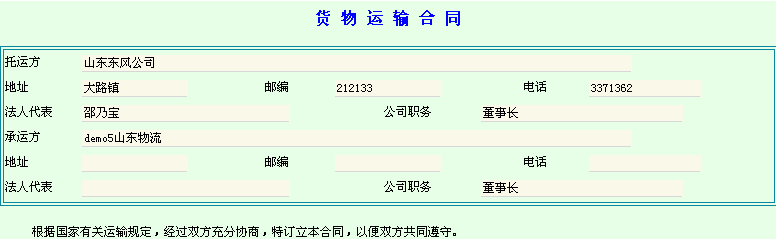 货物运输合同
托运方 山东东风公司
地址 大路镇 邮编 212133 电话 3371362
法人代表 邵乃宝 公司职务 董事长
承运方 demo5山东物流
地址 邮编 电话
法人代表 公司职务 董事长
根据国家有关运输规定，经过双方充分协商，特订立本合同，以便双方共同遵守。